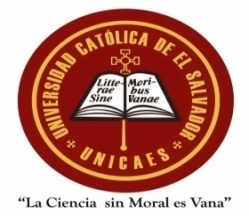 UNIVERSIDAD CATÓLICA DE EL SALVADOR
Litte-
rae
Sine
Mori-
bus
Vanae
UNICAES
“La Ciencia sin Moral es Vana”